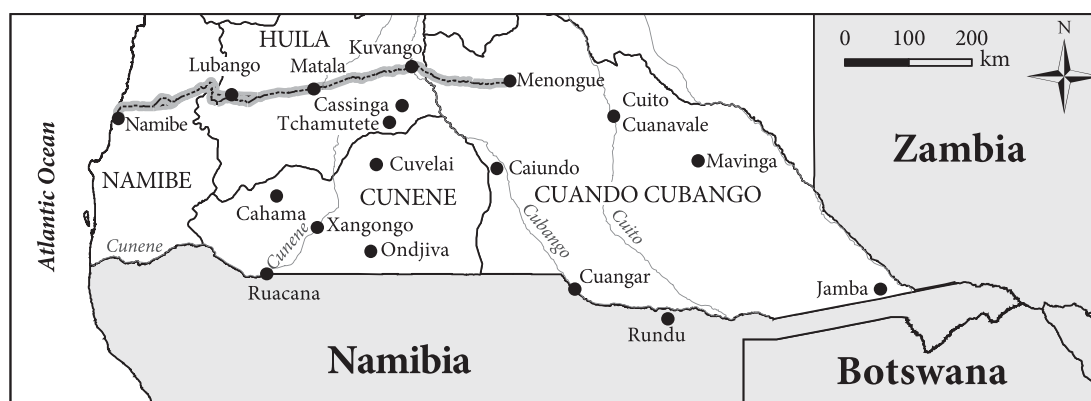 N
0 100 200
km
HUILA
Kuvango
Lubango
Matala
Menongue
Cassinga
Tchamutete
Namibe
Cuito
Cuanavale
Zambia
Mavinga
Cuvelai
Caiundo
NAMIBE
CUNENE
CUANDO CUBANGO
Atlantic Ocean
Cahama
Xangongo
Cunene
Cunene
Cubango
Cuito
Ondjiva
Ruacana
Cuangar
Jamba
Rundu
Namibia
Botswana